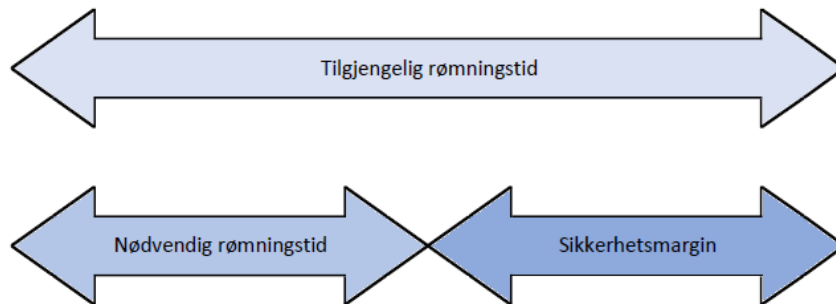 Tilgjengelig rømningstid
Nødvendig rømningstid
Sikkerhetsmargin